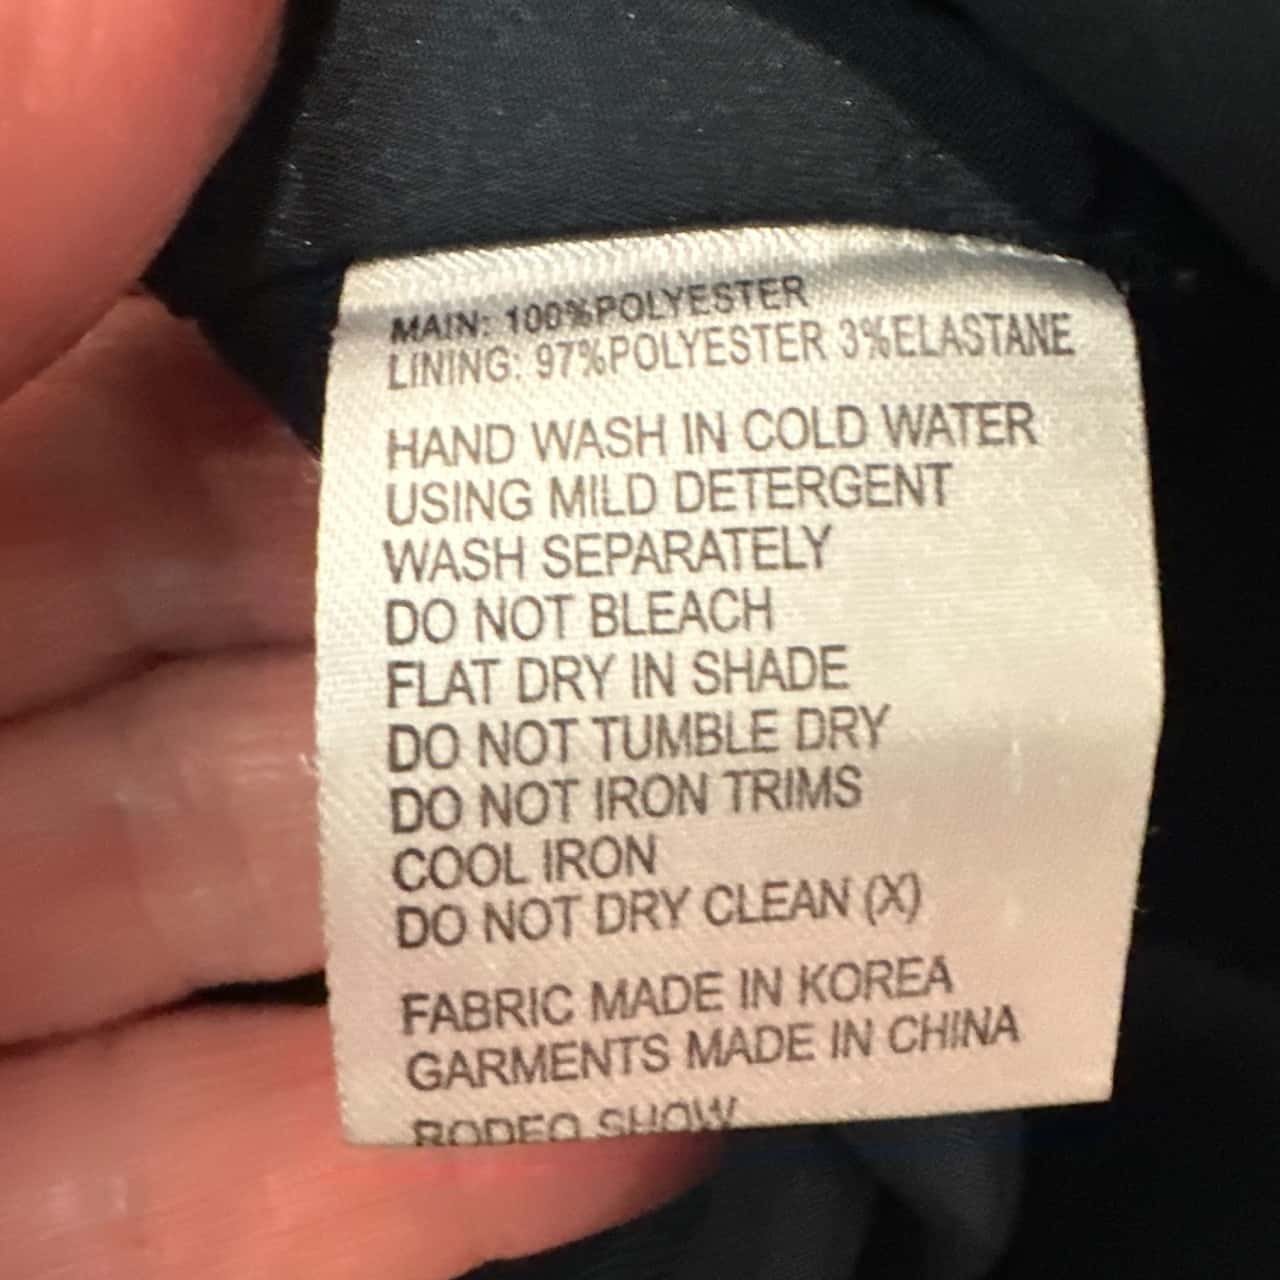 MAIN: 100%POLYESTER
LINING: 97%POLYESTER 3%ELASTANE
HAND WASH IN COLD WATER
USING MILD DETERGENT
WASH SEPARATELY
DO NOT BLEACH
FLAT DRY IN SHADE
DO NOT TUMBLE DRY
DO NOT IRON TRIMS
COOL IRON
DO NOT DRY CLEAN (X)
FABRIC MADE IN KOREA
GARMENTS MADE IN CHINA
RODEO SHOW